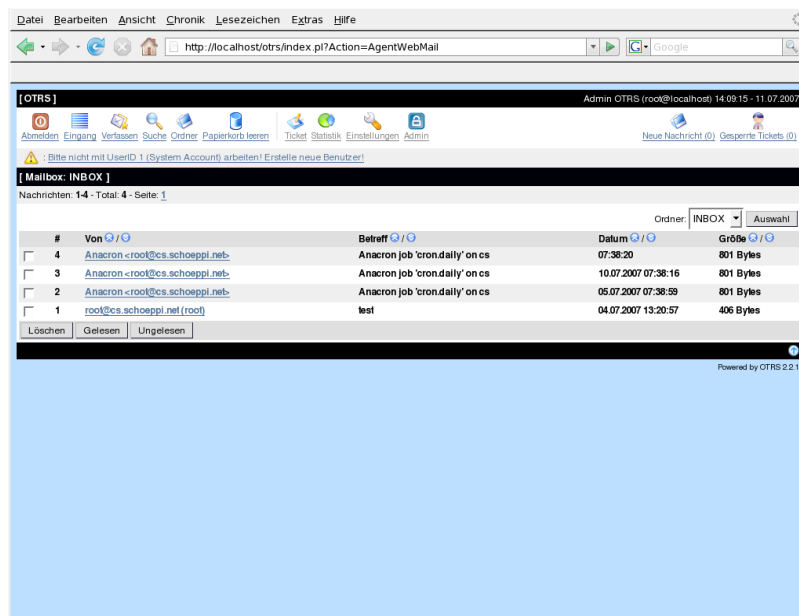 Datei Bearbeiten Ansicht Chronik Lesezeichen Extras Hilfe
http://localhost/otrs/index.pl?Action=AgentWebMail
G Google
[ OTRS ] Admin OTRS (root@localhost) 14:09:15 - 11.07.2007
Abmelden Eingang Verfassen Suche Ordner Papierkorb leeren Ticket Statistik Einstellungen Admin Neue Nachricht (0) Gesperrte Tickets (0)
: Bitte nicht mit UserID 1 (System Account) arbeiten! Erstelle neue Benutzer!
[ Mailbox: INBOX ]
Nachrichten: 1-4 - Total: 4 - Seite: 1
Ordner: INBOX Auswahl
# Von / Betreff / Datum / Größe /
4 Anacron <root@cs.schoeppi.net> Anacron job 'cron.daily' on cs 07:38:20 801 Bytes
3 Anacron <root@cs.schoeppi.net> Anacron job 'cron.daily' on cs 10.07.2007 07:38:16 801 Bytes
2 Anacron <root@cs.schoeppi.net> Anacron job 'cron.daily' on cs 05.07.2007 07:38:59 801 Bytes
1 root@cs.schoeppi.net (root) test 04.07.2007 13:20:57 406 Bytes
Löschen Gelesen Ungelesen
Powered by OTRS 2.2.1